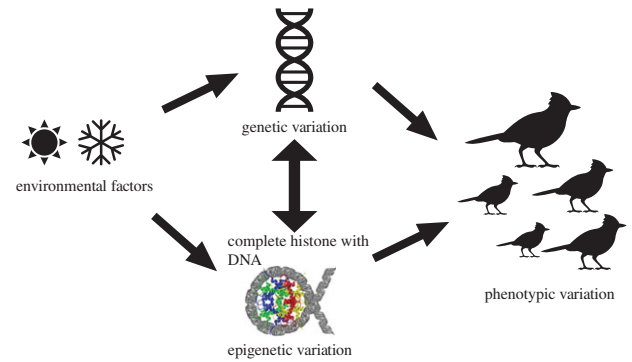 genetic variation
environmental factors
complete histone with
DNA
epigenetic variation
phenotypic variation